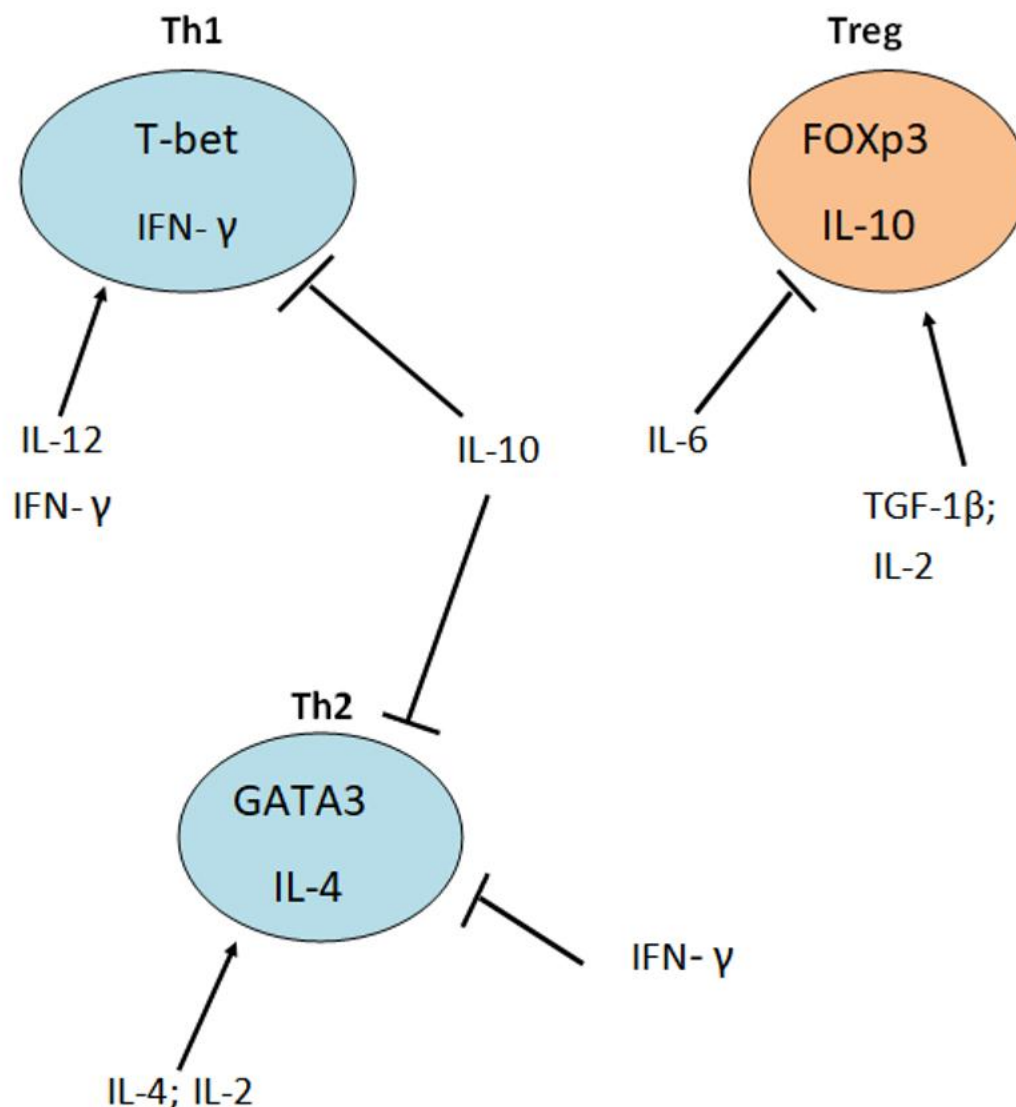 Th1
T-bet
IFN- γ
IL-12
IFN- γ
IL-10
Treg
FOXp3
IL-10
IL-6
TGF-1β;
IL-2
Th2
GATA3
IL-4
IFN- γ
IL-4; IL-2